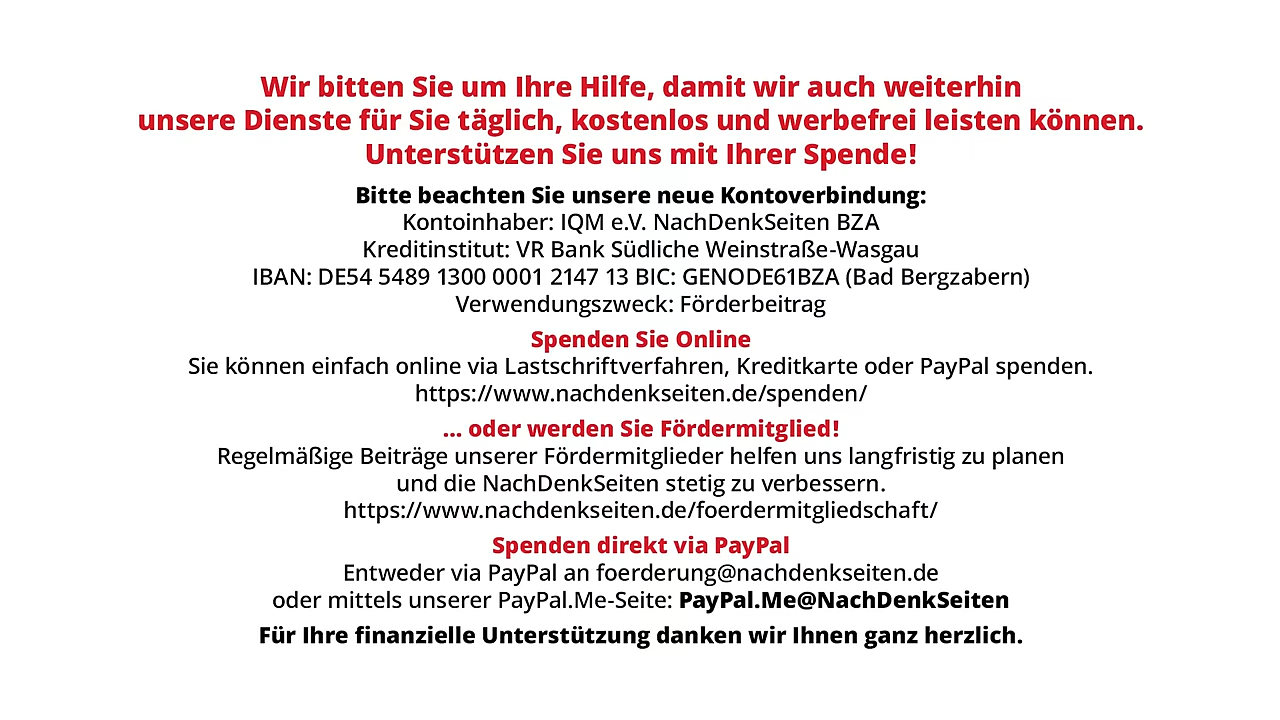 Wir bitten Sie um Ihre Hilfe, damit wir auch weiterhin
unsere Dienste für Sie täglich, kostenlos und werbefrei leisten können.
Unterstützen Sie uns mit Ihrer Spende!
Bitte beachten Sie unsere neue Kontoverbindung:
Kontoinhaber: IQM e.V. NachDenkSeiten BZA
Kreditinstitut: VR Bank Südliche Weinstraße-Wasgau
IBAN: DE54 5489 1300 0001 2147 13 BIC: GENODE61BZA (Bad Bergzabern)
Verwendungszweck: Förderbeitrag
Spenden Sie Online
Sie können einfach online via Lastschriftverfahren, Kreditkarte oder PayPal spenden.
https://www.nachdenkseiten.de/spenden/
... oder werden Sie Fördermitglied!
Regelmäßige Beiträge unserer Fördermitglieder helfen uns langfristig zu planen
und die NachDenkSeiten stetig zu verbessern.
https://www.nachdenkseiten.de/foerdermitgliedschaft/
Spenden direkt via PayPal
Entweder via PayPal an foerderung@nachdenkseiten.de
oder mittels unserer PayPal.Me-Seite: PayPal.Me@NachDenkSeiten
Für Ihre finanzielle Unterstützung danken wir Ihnen ganz herzlich.